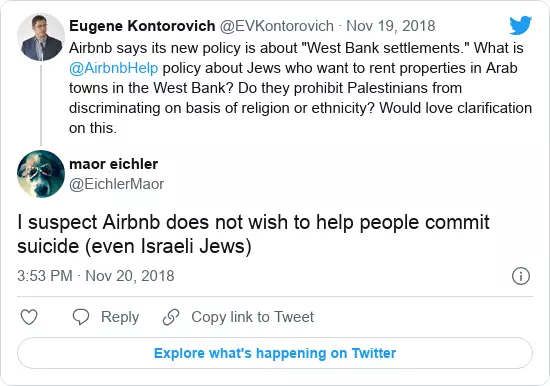 Eugene Kontorovich @EVKontorovich · Nov 19, 2018
Airbnb says its new policy is about "West Bank settlements." What is
@AirbnbHelp policy about Jews who want to rent properties in Arab
towns in the West Bank? Do they prohibit Palestinians from
discriminating on basis of religion or ethnicity? Would love clarification
on this.
maor eichler
@EichlerMaor
I suspect Airbnb does not wish to help people commit
suicide (even Israeli Jews)
3:53 PM · Nov 20, 2018
Reply
Copy link to Tweet
Explore what's happening on Twitter